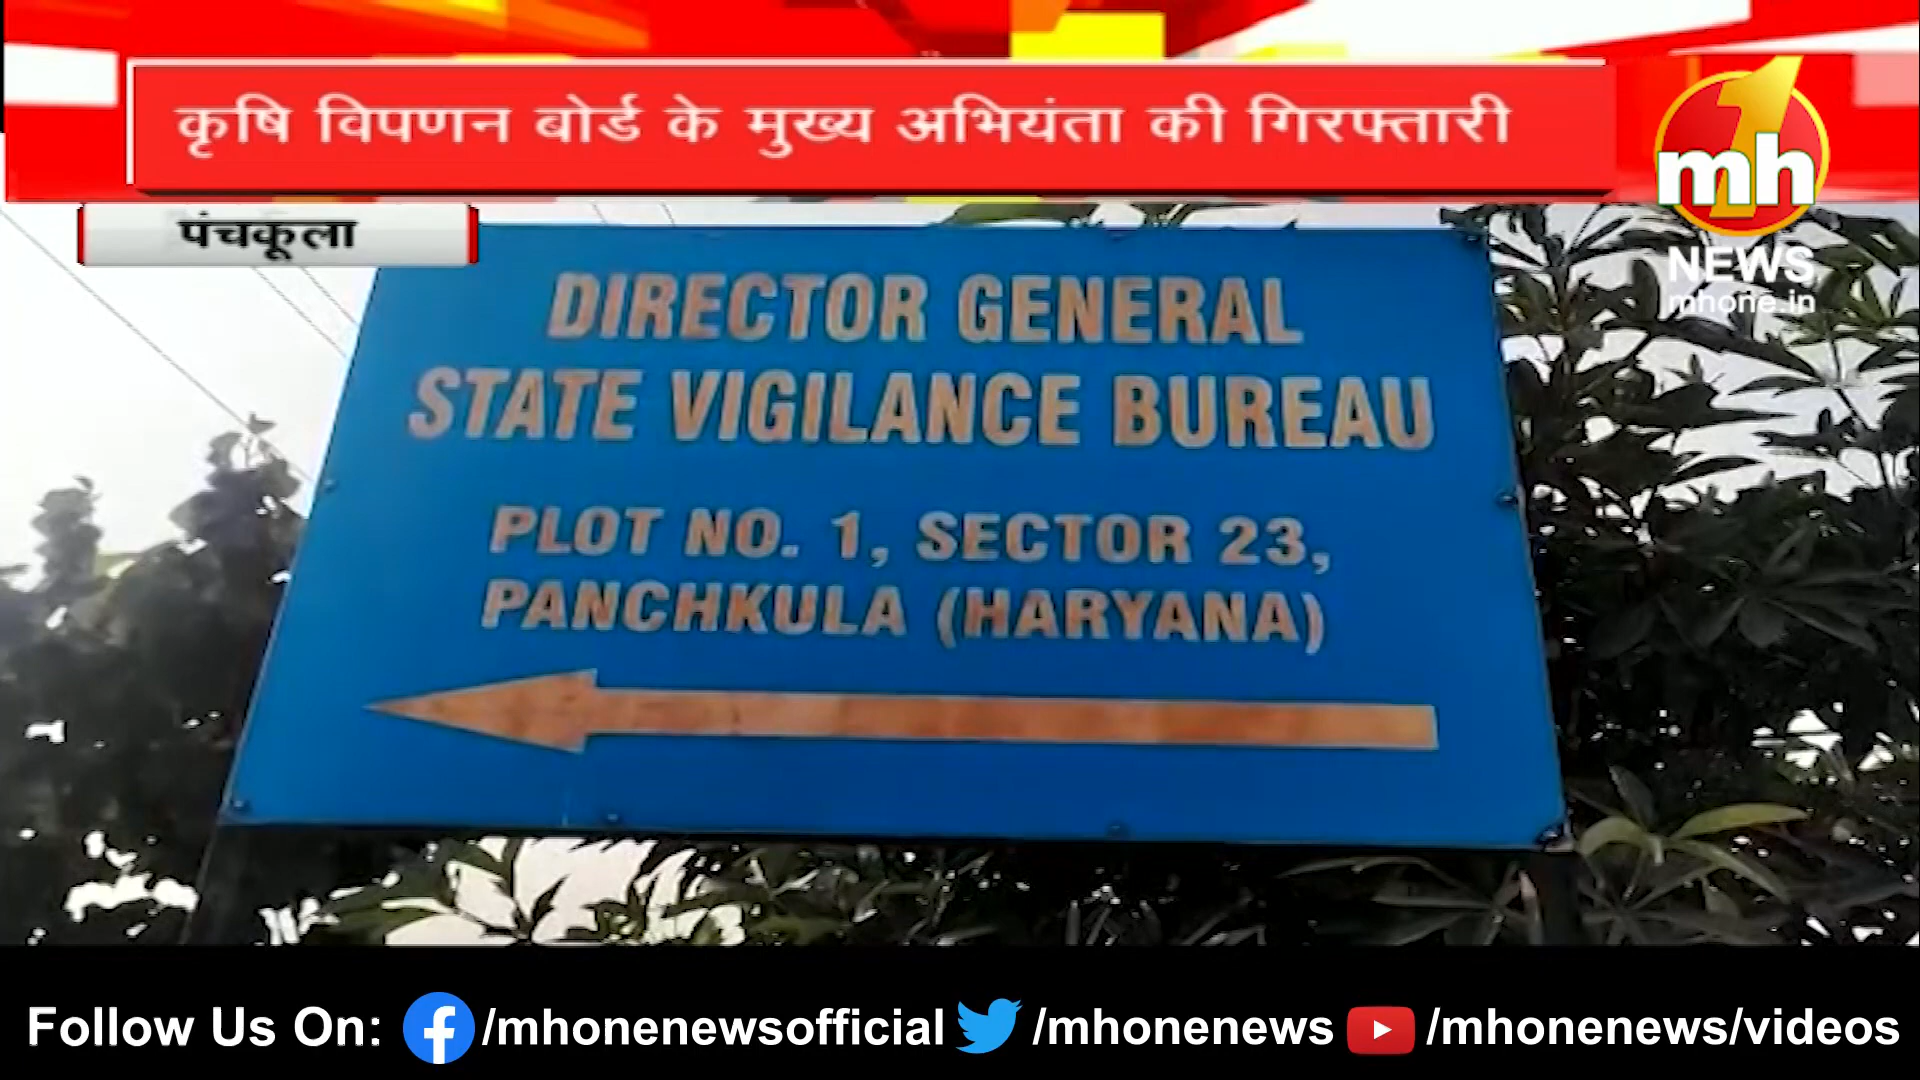 कृषि विपणन बोर्ड के मुख्य अभियंता की गिरफ्तारी
1
mh
NEWS
mhone.in
पंचकूला
DIRECTOR GENERAL
STATE VIGILANCE BUREAU
PLOT NO. 1, SECTOR 23,
PANCHKULA (HARYANA)
Follow Us On: /mhonenewsofficial /mhonenews /mhonenews/videos